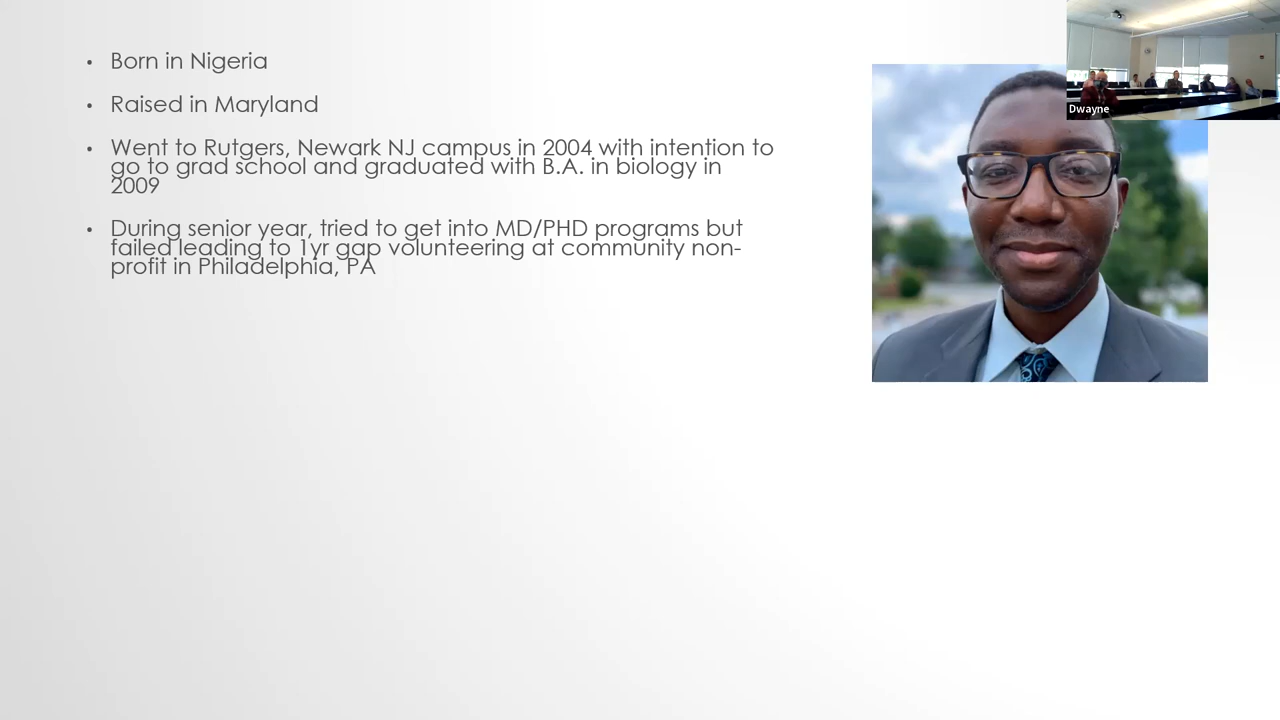 • Born in Nigeria
• Raised in Maryland
• Went to Rutgers, Newark NJ campus in 2004 with intention to
go to grad school and graduated with B.A. in biology in
2009
• During senior year, tried to get into MD/PHD programs but
failed leading to 1yr gap volunteering at community non-
profit in Philadelphia, PA
Dwayne